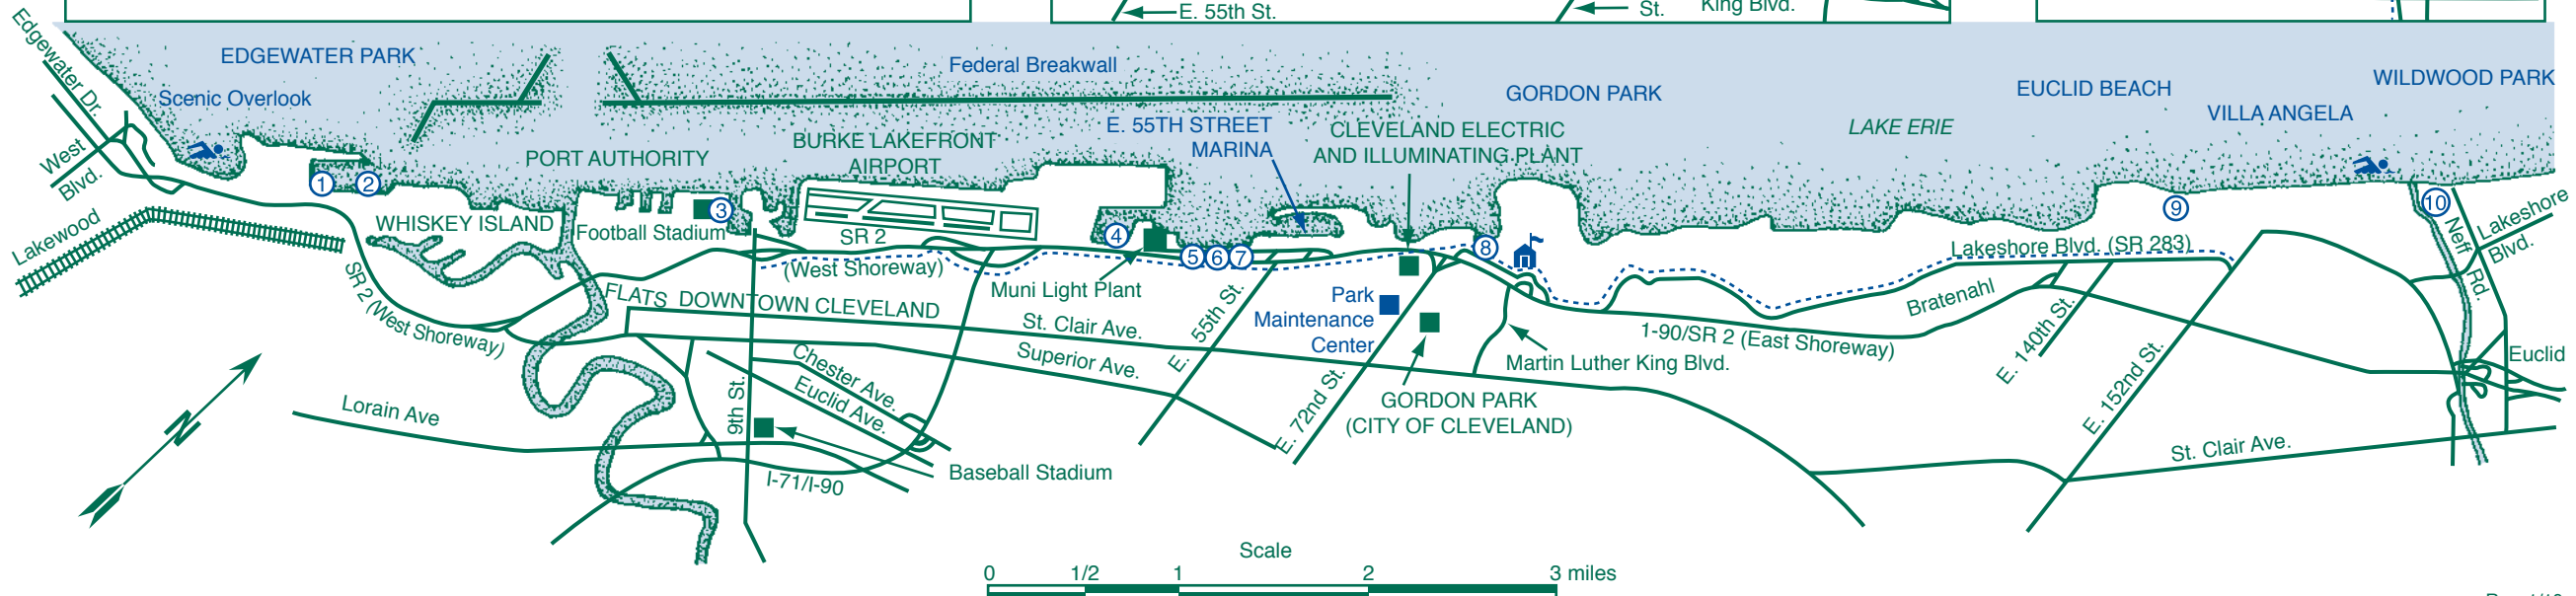 E. 55th St.
St.
King Blvd.
Edgewater Dr.
EDGEWATER PARK
Federal Breakwall
GORDON PARK
EUCLID BEACH
WILDWOOD PARK
Scenic Overlook
VILLA ANGELA
LAKE ERIE
West
Blvd.
PORT AUTHORITY
BURKE LAKEFRONT
AIRPORT
E. 55TH STREET
MARINA
CLEVELAND ELECTRIC
AND ILLUMINATING PLANT
1
2
3
4
5
6
7
8
9
10
Lakewood
WHISKEY ISLAND
Football Stadium
SR 2
(West Shoreway)
SR 2 (West Shoreway)
Muni Light Plant
Lakeshore Blvd. (SR 283)
Neff Rd.
Lakeshore
Blvd.
FLATS
DOWNTOWN CLEVELAND
St. Clair Ave.
Superior Ave.
E. 55th St.
Park
Maintenance
Center
Bratenahl
1-90/SR 2 (East Shoreway)
Martin Luther King Blvd.
E. 140th St.
E. 152nd St.
Euclid
Chester Ave.
Euclid Ave.
9th St.
E. 72nd St.
GORDON PARK
(CITY OF CLEVELAND)
Lorain Ave
N
Baseball Stadium
I-71/I-90
St. Clair Ave.
Scale
0 1/2 1 2 3 miles